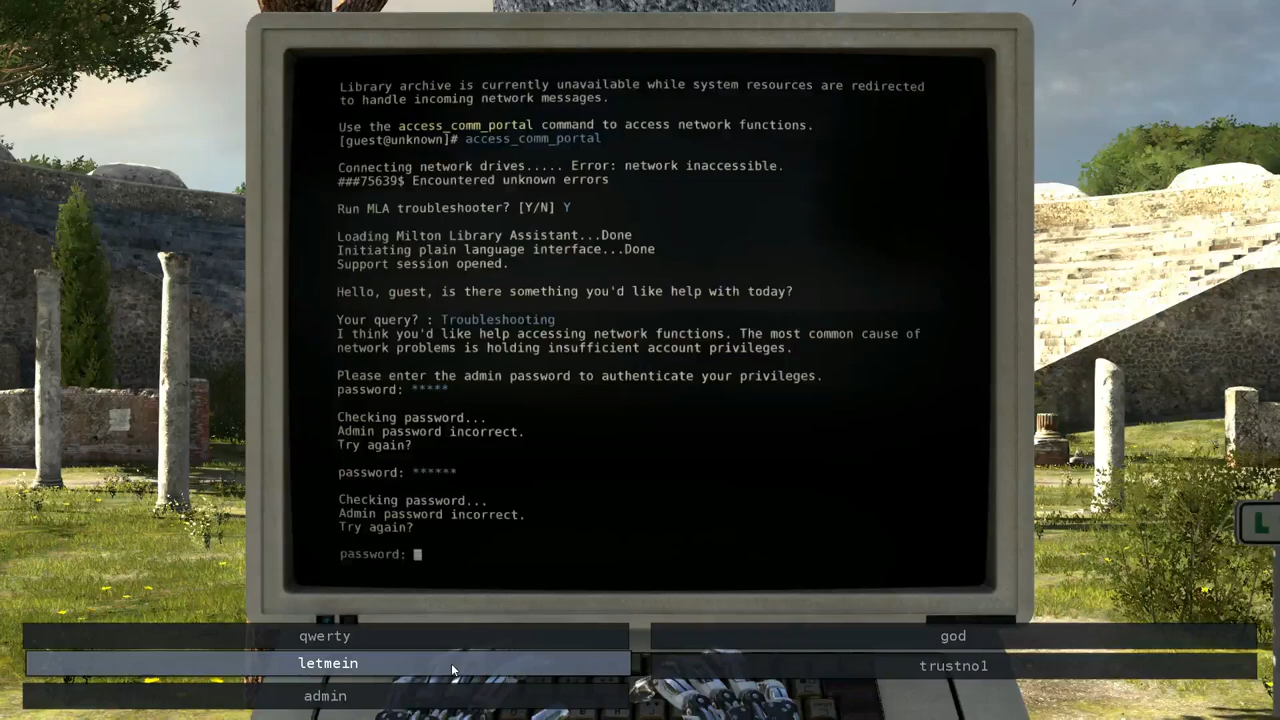 Library archive is currently unavailable while system resources are redirected
to handle incoming network messages.
Use the access_comm_portal command to access network functions.
[guest@unknown]# access_comm_portal
Connecting network drives..... Error: network inaccessible.
###75639$ Encountered unknown errors
Run MLA troubleshooter? [Y/N] Y
Loading Milton Library Assistant...Done
Initiating plain language interface...Done
Support session opened.
Hello, guest, is there something you'd like help with today?
Your query? : Troubleshooting
I think you'd like help accessing network functions. The most common cause of
network problems is holding insufficient account privileges.
Please enter the admin password to authenticate your privileges.
password: *****
Checking password...
Admin password incorrect.
Try again?
password: ******
Checking password...
Admin password incorrect.
Try again?
password:
L
qwerty
god
letmein
trustno1
admin